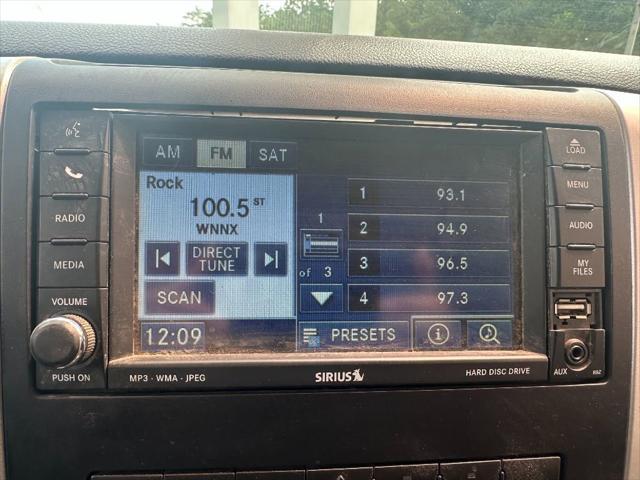 AM FM SAT
Rock
100.5 ST
WNNX
DIRECT
TUNE
SCAN
12:09
1
of 3
1 93.1
2 94.9
3 96.5
4 97.3
PRESETS
RADIO
MEDIA
VOLUME
PUSH ON
MP3 · WMA · JPEG
SIRIUS
HARD DISC DRIVE
LOAD
MENU
AUDIO
MY
FILES
AUX